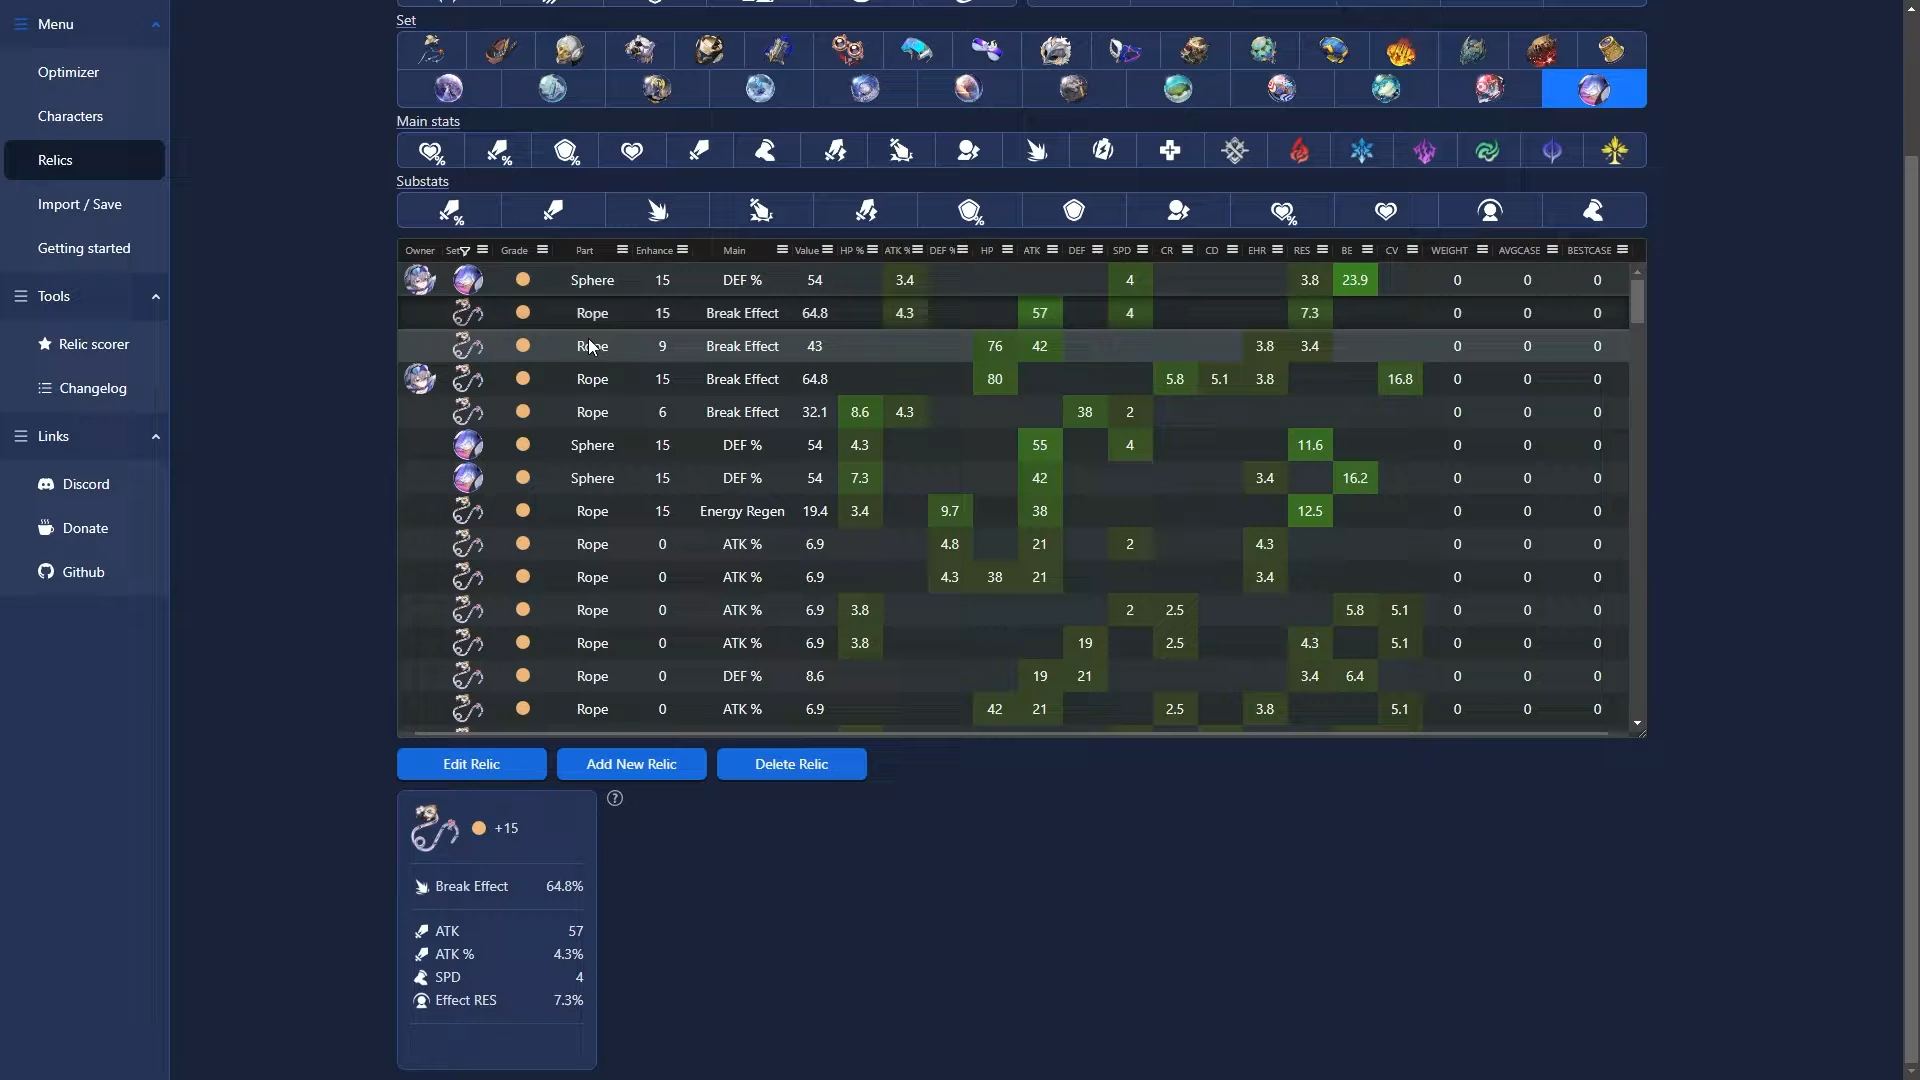 Menu
Optimizer
Characters
Relics
Import / Save
Getting started
Tools
Relic scorer
Changelog
Links
Discord
Donate
Github
Set
Main stats
Substats
Owner Set Grade Part Enhance Main Value HP % ATK % DEF % HP ATK DEF SPD CR CD EHR RES BE CV WEIGHT AVGCASE BESTCASE
Sphere 15 DEF % 54 3.4 4 3.8 23.9 0 0 0
Rope 15 Break Effect 64.8 4.3 57 4 7.3 0 0 0
Rope 9 Break Effect 43 76 42 3.8 3.4 0 0 0
Rope 15 Break Effect 64.8 80 5.8 5.1 3.8 16.8 0 0 0
Rope 6 Break Effect 32.1 8.6 4.3 38 2 0 0 0
Sphere 15 DEF % 54 4.3 55 4 11.6 0 0 0
Sphere 15 DEF % 54 7.3 42 3.4 16.2 0 0 0
Rope 15 Energy Regen 19.4 3.4 9.7 38 12.5 0 0 0
Rope 0 ATK % 6.9 4.8 21 2 4.3 0 0 0
Rope 0 ATK % 6.9 4.3 38 21 3.4 0 0 0
Rope 0 ATK % 6.9 3.8 2 2.5 5.8 5.1 0 0 0
Rope 0 ATK % 6.9 3.8 19 2.5 4.3 5.1 0 0 0
Rope 0 DEF % 8.6 19 21 3.4 6.4 0 0 0
Rope 0 ATK % 6.9 42 21 2.5 3.8 5.1 0 0 0
Edit Relic Add New Relic Delete Relic
+15
Break Effect 64.8%
ATK 57
ATK % 4.3%
SPD 4
Effect RES 7.3%